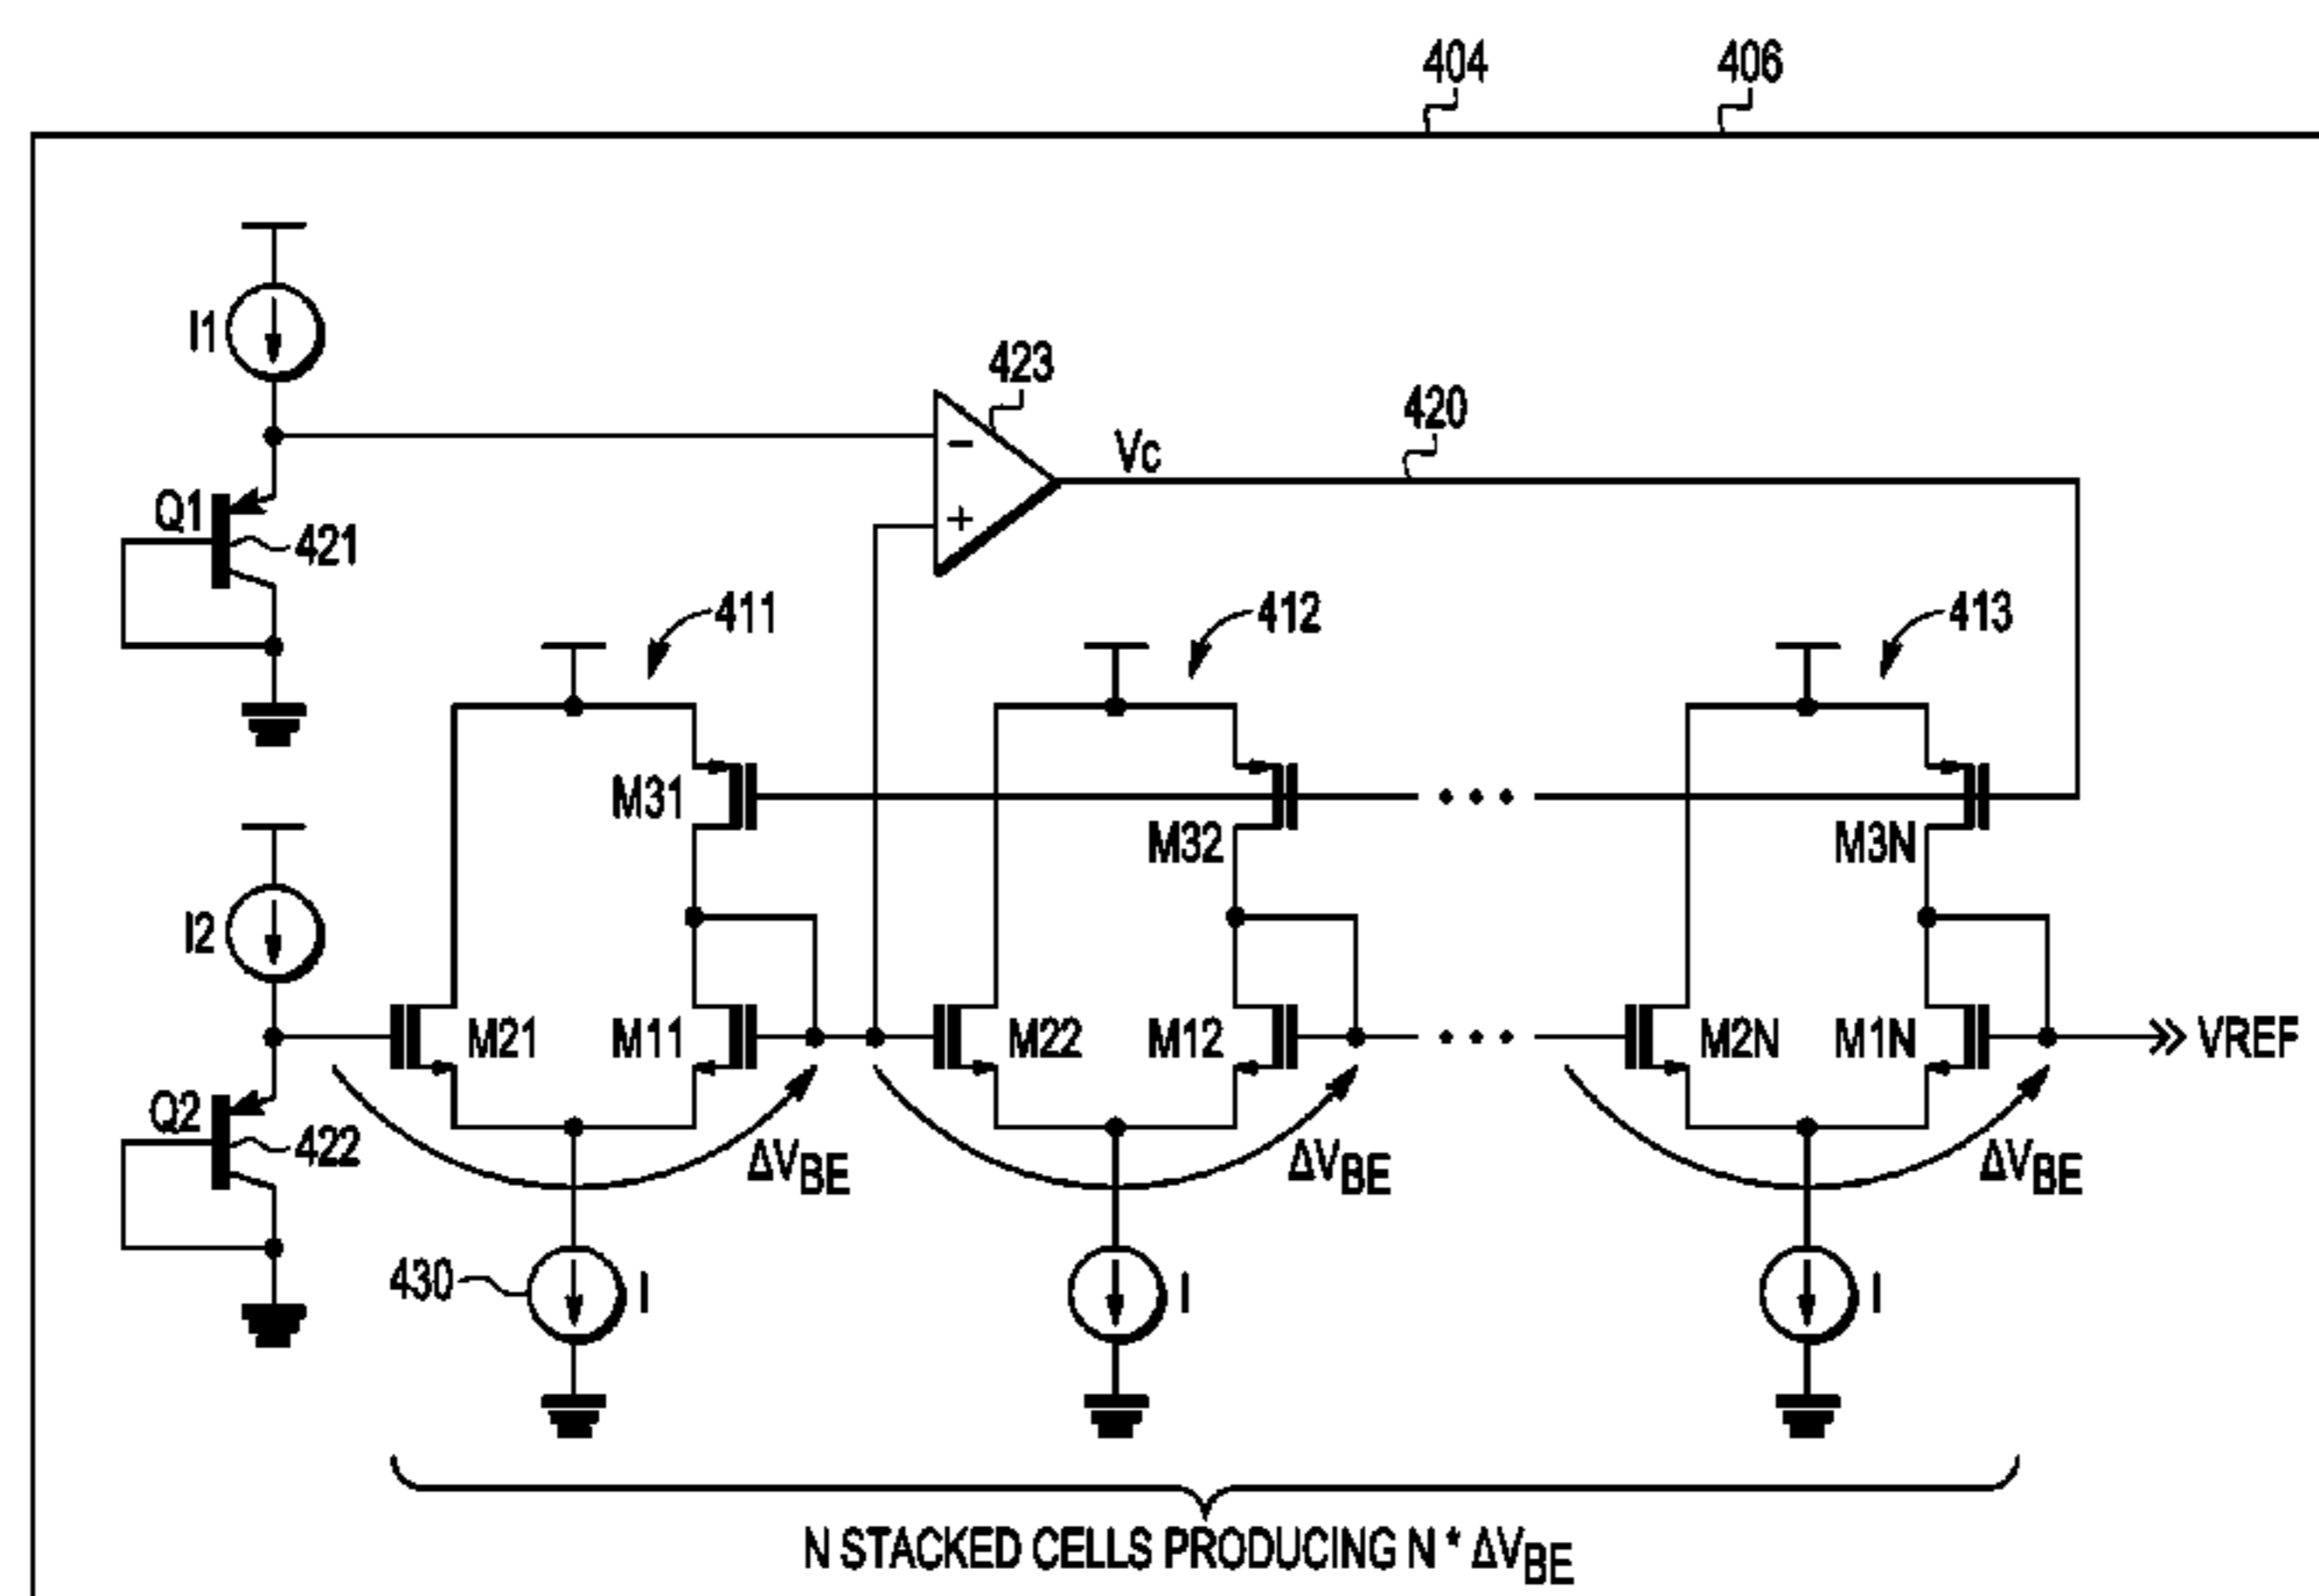 404
406
I1
423
VC
420
Q1
421
411
412
413
M31
M32
M3N
I2
M21
M11
M22
M12
M2N
M1N
VREF
Q2
422
ΔVBE
ΔVBE
ΔVBE
430
I
I
I
N STACKED CELLS PRODUCING N * ΔVBE